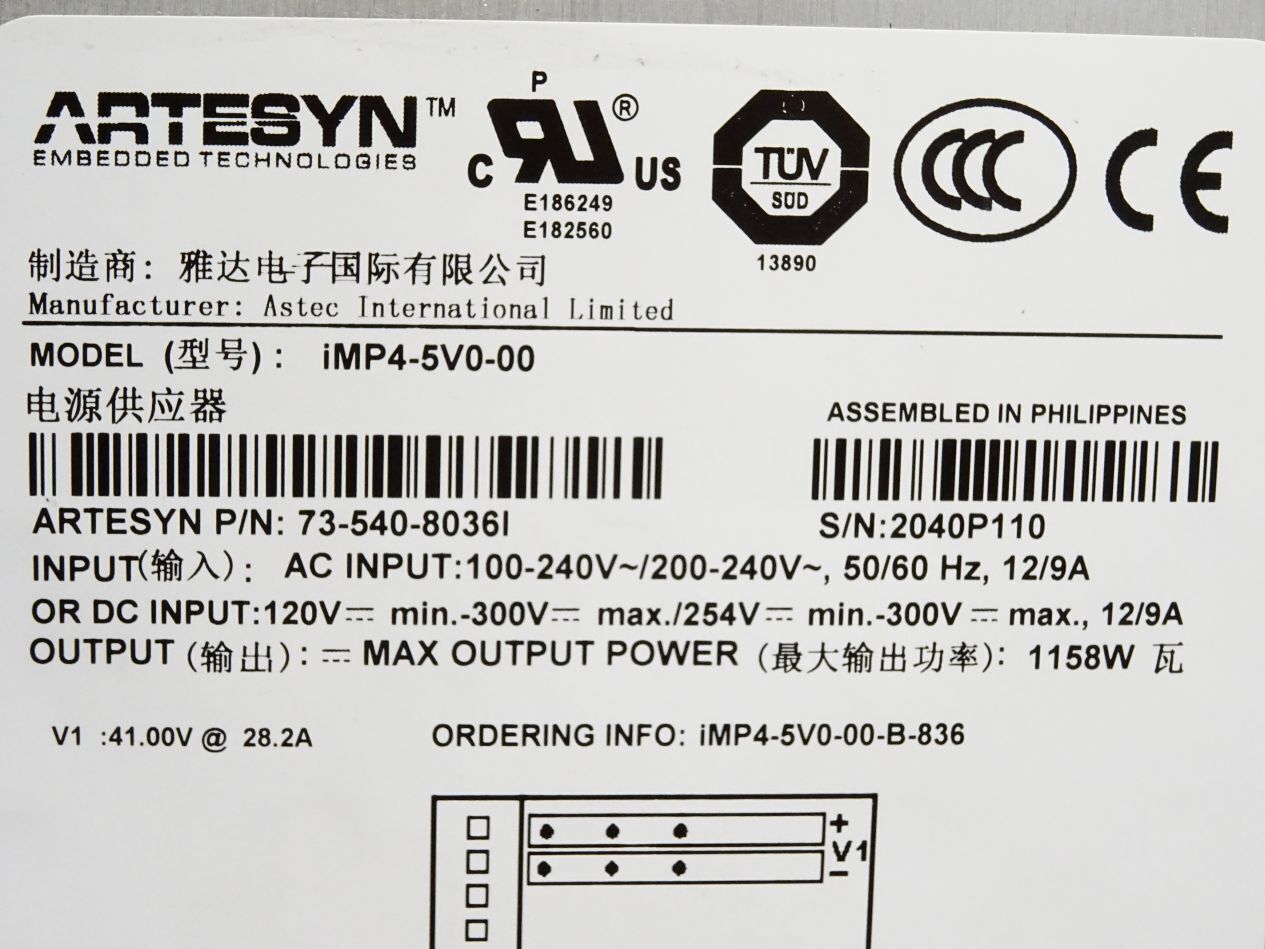 ARTESYN™
EMBEDDED TECHNOLOGIES
P
C US ®
E186249
E182560
TÜV
SÜD
13890
CCC
CE
制造商: 雅达电子国际有限公司
Manufacturer: Astec International Limited
MODEL (型号): iMP4-5V0-00
电源供应器
ASSEMBLED IN PHILIPPINES
ARTESYN P/N: 73-540-8036I
S/N:2040P110
INPUT(输入): AC INPUT:100-240V~/200-240V~, 50/60 Hz, 12/9A
OR DC INPUT:120V⎓ min.-300V⎓ max./254V⎓ min.-300V⎓ max., 12/9A
OUTPUT (输出): ⎓ MAX OUTPUT POWER (最大输出功率): 1158W 瓦
V1 :41.00V @ 28.2A
ORDERING INFO: iMP4-5V0-00-B-836
+
V1
−